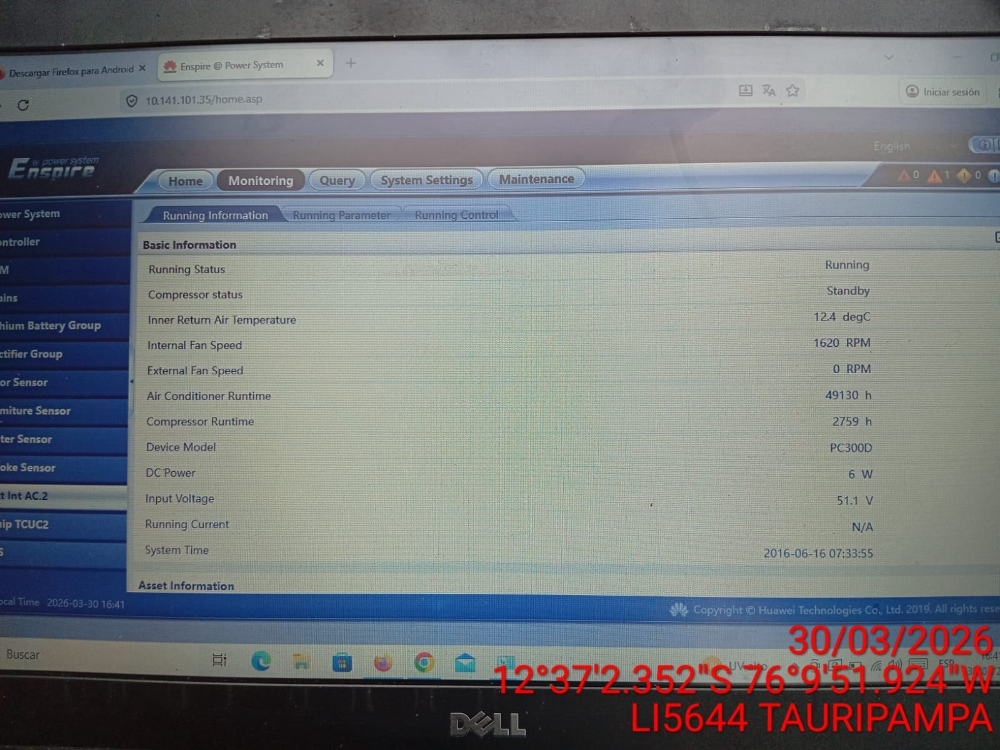 Descargar Firefox para Android ×
Enspire @ Power System ×
10.141.101.35/home.asp
Iniciar sesión
English
power system
Enspire
Home
Monitoring
Query
System Settings
Maintenance
0 1 0
Running Information
Running Parameter
Running Control
ower System
ontroller
M
ains
hium Battery Group
ctifier Group
or Sensor
miture Sensor
ter Sensor
oke Sensor
t Int AC.2
ip TCUC2
S
Basic Information
Running Status Running
Compressor status Standby
Inner Return Air Temperature 12.4 degC
Internal Fan Speed 1620 RPM
External Fan Speed 0 RPM
Air Conditioner Runtime 49130 h
Compressor Runtime 2759 h
Device Model PC300D
DC Power 6 W
Input Voltage 51.1 V
Running Current N/A
System Time 2016-06-16 07:33:55
Asset Information
ocal Time 2026-03-30 16:41
Copyright © Huawei Technologies Co., Ltd. 2019. All rights rese
Buscar
UV alto
ESP
30/03/2026
12°37'2.352"S 76°9'51.924"W
LI5644 TAURIPAMPA
DELL